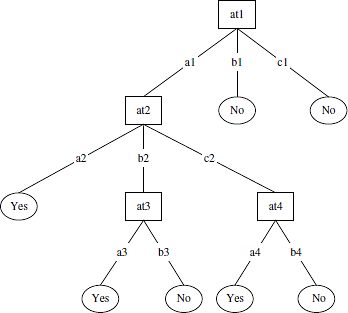 at1
a1 b1 c1
at2 No No
a2 b2 c2
Yes at3 at4
a3 b3 a4 b4
Yes No Yes No